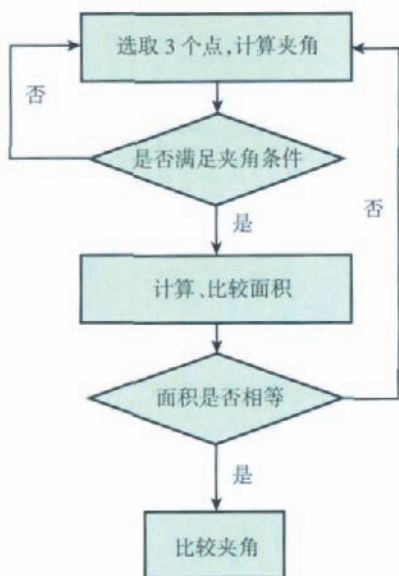 选取3个点,计算夹角
否
是否满足夹角条件
否
是
计算、比较面积
面积是否相等
是
比较夹角